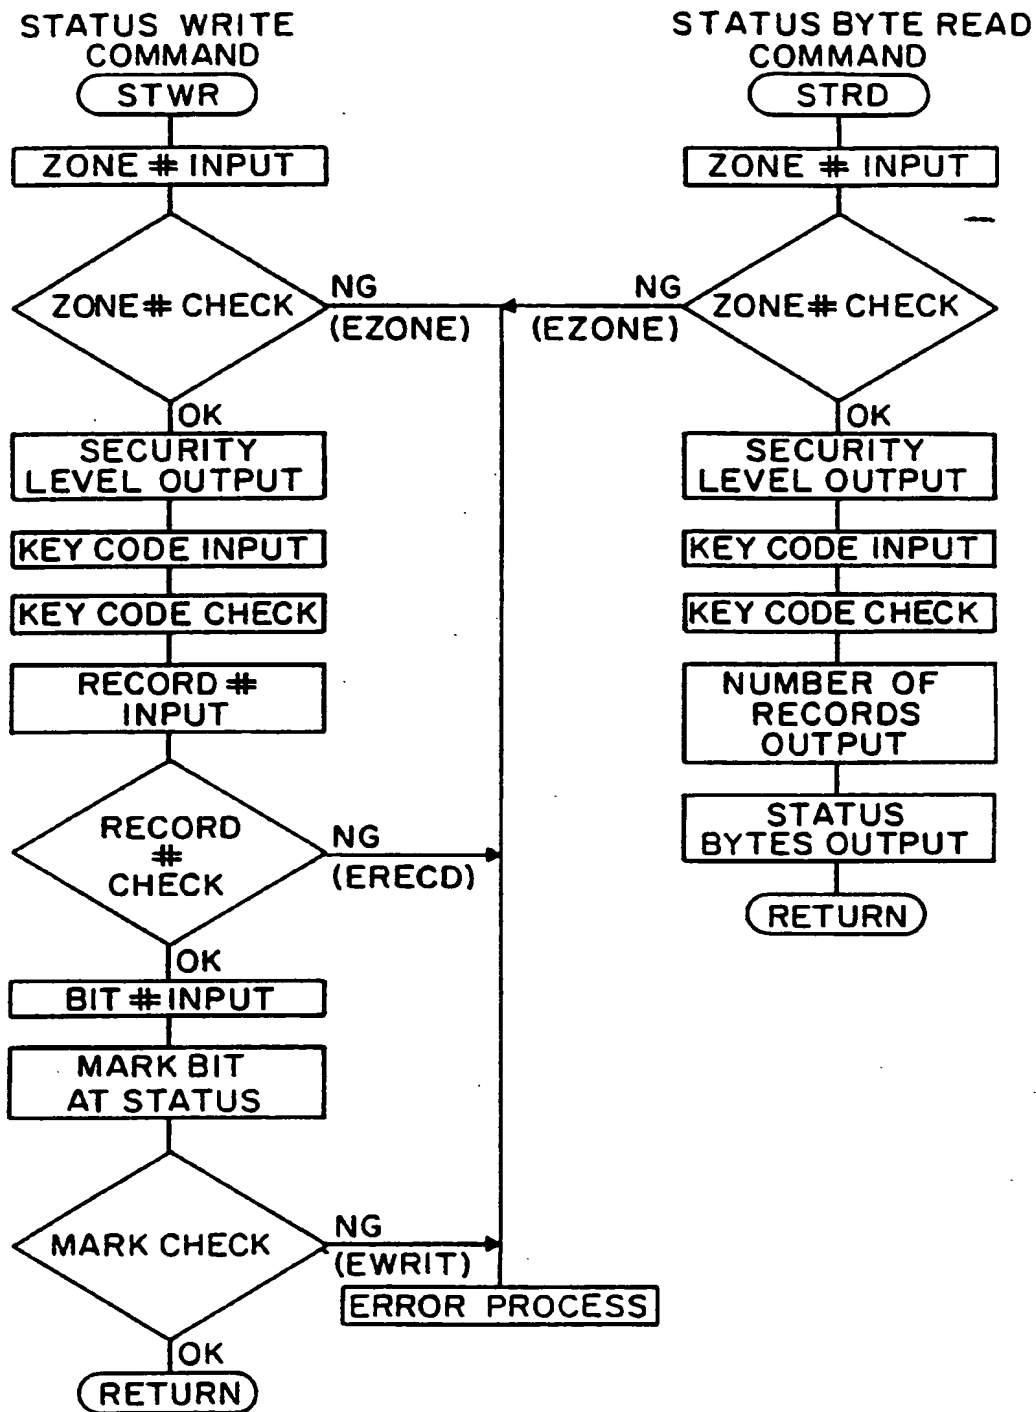 STATUS WRITE
COMMAND
STWR
ZONE # INPUT
ZONE # CHECK
NG
(EZONE)
OK
SECURITY
LEVEL OUTPUT
KEY CODE INPUT
KEY CODE CHECK
RECORD #
INPUT
RECORD
#
CHECK
NG
(ERECD)
OK
BIT # INPUT
MARK BIT
AT STATUS
MARK CHECK
NG
(EWRIT)
ERROR PROCESS
OK
RETURN
STATUS BYTE READ
COMMAND
STRD
ZONE # INPUT
ZONE # CHECK
NG
(EZONE)
OK
SECURITY
LEVEL OUTPUT
KEY CODE INPUT
KEY CODE CHECK
NUMBER OF
RECORDS
OUTPUT
STATUS
BYTES OUTPUT
RETURN